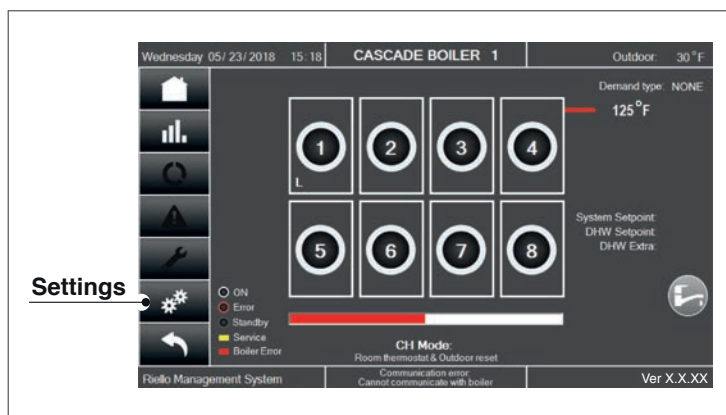 Wednesday 05/23/2018 15:18 CASCADE BOILER 1 Outdoor: 30°F
Demand type: NONE
125°F
1 2 3 4
L
System Setpoint:
DHW Setpoint:
DHW Extra:
5 6 7 8
Settings
ON
Error
Standby
Service
Boiler Error
CH Mode:
Room thermostat & Outdoor reset
Riello Management System
Communication error:
Cannot communicate with boiler
Ver X.X.XX